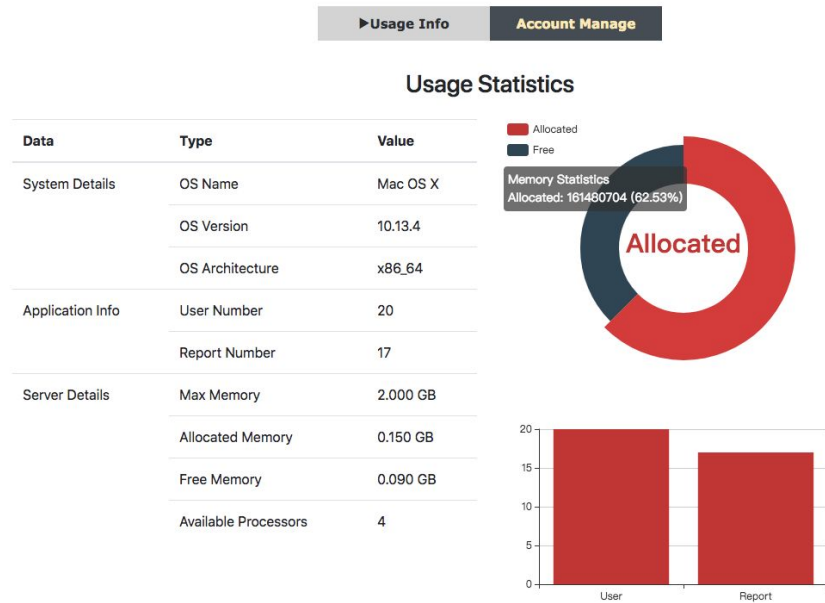 ▶Usage Info Account Manage
Usage Statistics
Data Type Value
System Details OS Name Mac OS X
OS Version 10.13.4
OS Architecture x86_64
Application Info User Number 20
Report Number 17
Server Details Max Memory 2.000 GB
Allocated Memory 0.150 GB
Free Memory 0.090 GB
Available Processors 4
Allocated
Free
Memory Statistics
Allocated: 161480704 (62.53%)
Allocated
20
15
10
5
0
User Report